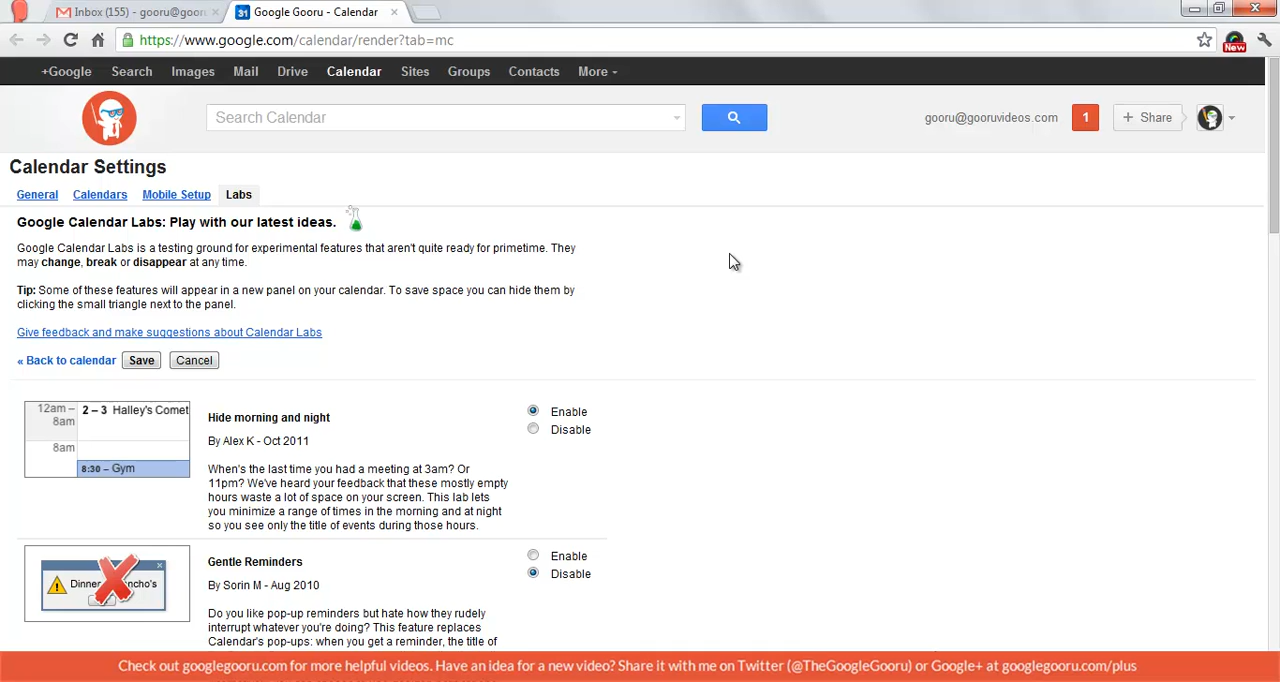 Inbox (155) - gooru@goor
31 Google Gooru - Calendar
https://www.google.com/calendar/render?tab=mc
New
+Google Search Images Mail Drive Calendar Sites Groups Contacts More
Search Calendar
gooru@gooruvideos.com 1 + Share
Calendar Settings
General Calendars Mobile Setup Labs
Google Calendar Labs: Play with our latest ideas.
Google Calendar Labs is a testing ground for experimental features that aren't quite ready for primetime. They
may change, break or disappear at any time.
Tip: Some of these features will appear in a new panel on your calendar. To save space you can hide them by
clicking the small triangle next to the panel.
Give feedback and make suggestions about Calendar Labs
« Back to calendar Save Cancel
12am – 2 – 3 Halley's Comet
8am
8am
8:30 – Gym
Hide morning and night
By Alex K - Oct 2011
When's the last time you had a meeting at 3am? Or
11pm? We've heard your feedback that these mostly empty
hours waste a lot of space on your screen. This lab lets
you minimize a range of times in the morning and at night
so you see only the title of events during those hours.
Enable
Disable
Gentle Reminders
By Sorin M - Aug 2010
Do you like pop-up reminders but hate how they rudely
interrupt whatever you're doing? This feature replaces
Calendar's pop-ups: when you get a reminder, the title of
Enable
Disable
Check out googlegooru.com for more helpful videos. Have an idea for a new video? Share it with me on Twitter (@TheGoogleGooru) or Google+ at googlegooru.com/plus